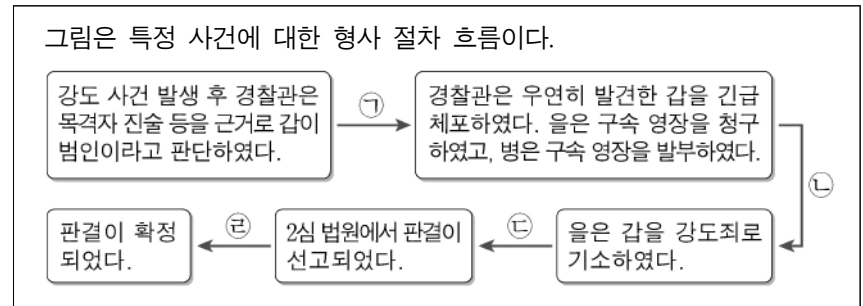 그림은 특정 사건에 대한 형사 절차 흐름이다.
강도 사건 발생 후 경찰관은
목격자 진술 등을 근거로 갑이
범인이라고 판단하였다.
㉠
경찰관은 우연히 발견한 갑을 긴급
체포하였다. 을은 구속 영장을 청구
하였고, 병은 구속 영장을 발부하였다.
㉡
을은 갑을 강도죄로
기소하였다.
㉢
2심 법원에서 판결이
선고되었다.
㉣
판결이 확정
되었다.